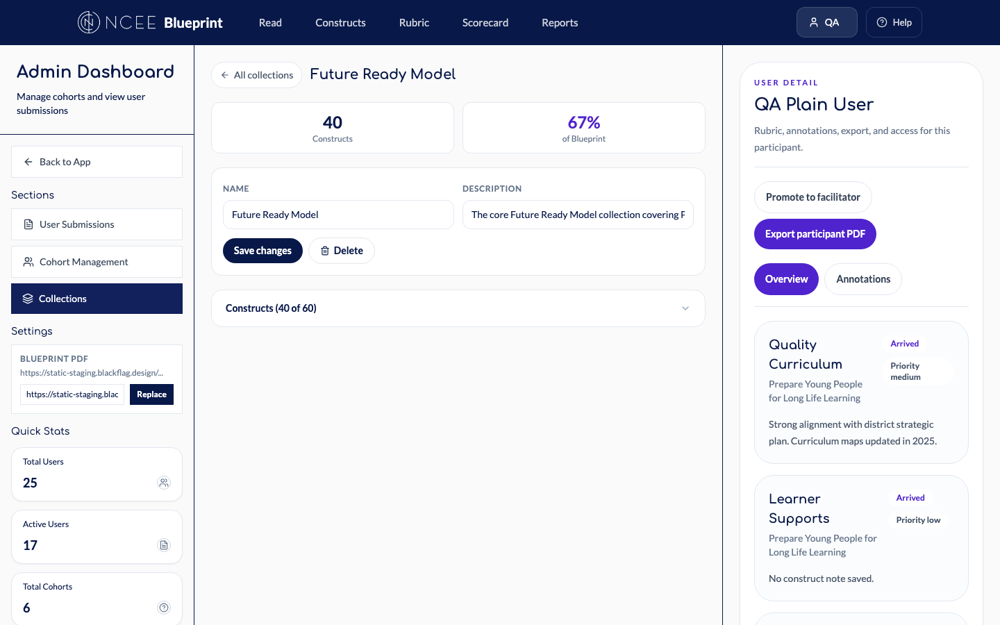 NCEE Blueprint
Read
Constructs
Rubric
Scorecard
Reports
QA
Help
Admin Dashboard
Manage cohorts and view user
submissions
Back to App
Sections
User Submissions
Cohort Management
Collections
Settings
BLUEPRINT PDF
https://static-staging.blackflag.design/...
https://static-staging.blac
Replace
Quick Stats
Total Users
25
Active Users
17
Total Cohorts
6
All collections
Future Ready Model
40
Constructs
67%
of Blueprint
NAME
DESCRIPTION
Future Ready Model
The core Future Ready Model collection covering P
Save changes
Delete
Constructs (40 of 60)
USER DETAIL
QA Plain User
Rubric, annotations, export, and access for this
participant.
Promote to facilitator
Export participant PDF
Overview
Annotations
Quality
Curriculum
Arrived
Priority
medium
Prepare Young People
for Long Life Learning
Strong alignment with district strategic
plan. Curriculum maps updated in 2025.
Learner
Supports
Arrived
Priority low
Prepare Young People for
Long Life Learning
No construct note saved.